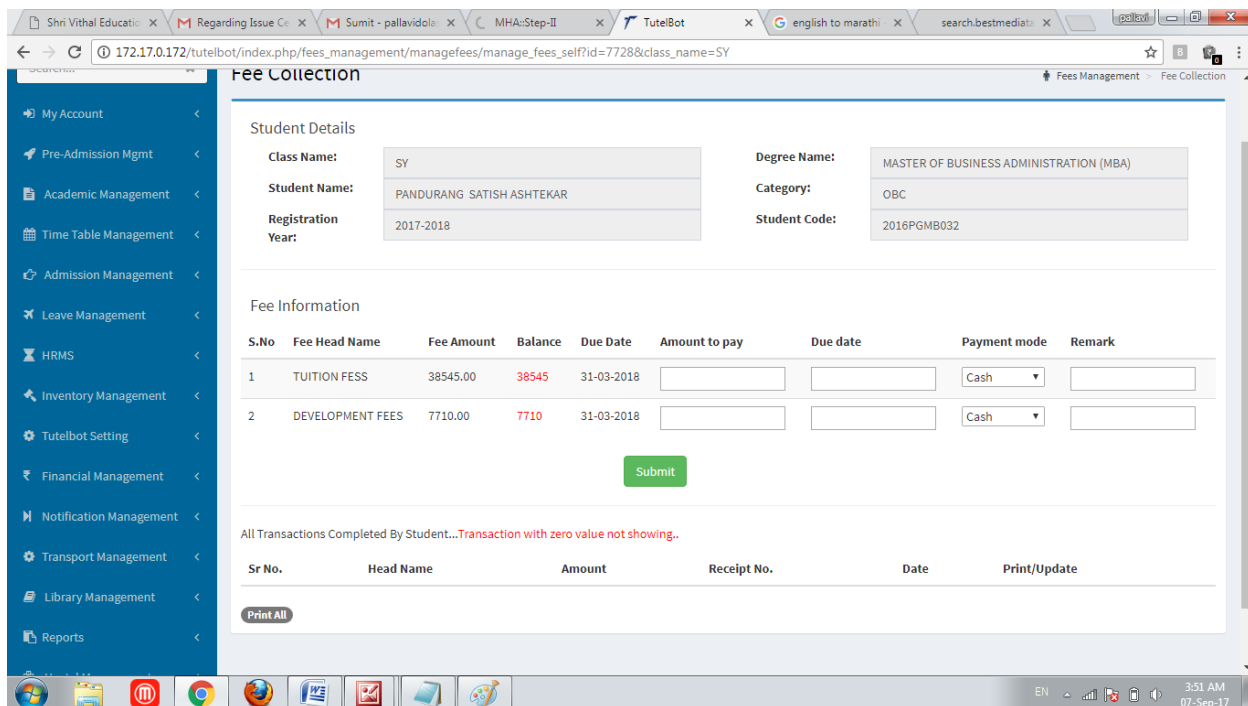 Shri Vithal Educatio Regarding Issue Ce Sumit - pallavidbla MHA::Step-II TutelBot english to marathi - search.bestmediata pallavi
172.17.0.172/tutelbot/index.php/fees_management/managefees/manage_fees_self?id=7728&class_name=SY
Fee Collection Fees Management > Fee Collection
My Account
Pre-Admission Mgmt
Academic Management
Time Table Management
Admission Management
Leave Management
HRMS
Inventory Management
Tutelbot Setting
Financial Management
Notification Management
Transport Management
Library Management
Reports
Student Details
Class Name: SY Degree Name: MASTER OF BUSINESS ADMINISTRATION (MBA)
Student Name: PANDURANG SATISH ASHTEKAR Category: OBC
Registration Year: 2017-2018 Student Code: 2016PGMB032
Fee Information
S.No Fee Head Name Fee Amount Balance Due Date Amount to pay Due date Payment mode Remark
1 TUITION FESS 38545.00 38545 31-03-2018 Cash
2 DEVELOPMENT FEES 7710.00 7710 31-03-2018 Cash
Submit
All Transactions Completed By Student...Transaction with zero value not showing..
Sr No. Head Name Amount Receipt No. Date Print/Update
Print All
EN 3:51 AM
07-Sep-17